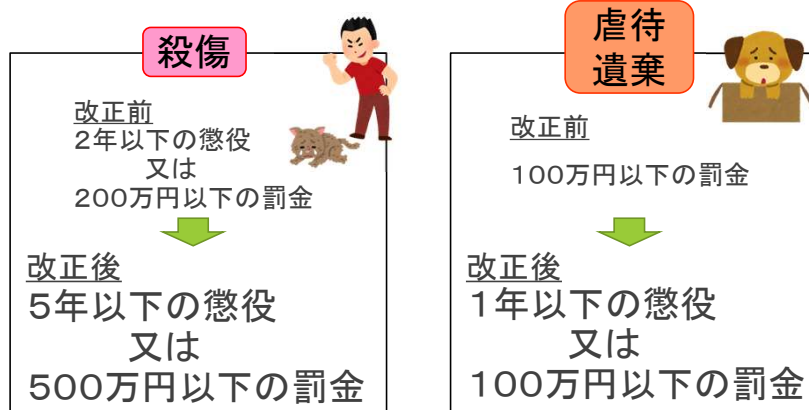 殺傷
改正前
2年以下の懲役
又は
200万円以下の罰金
改正後
5年以下の懲役
又は
500万円以下の罰金
虐待
遺棄
改正前
100万円以下の罰金
改正後
1年以下の懲役
又は
100万円以下の罰金